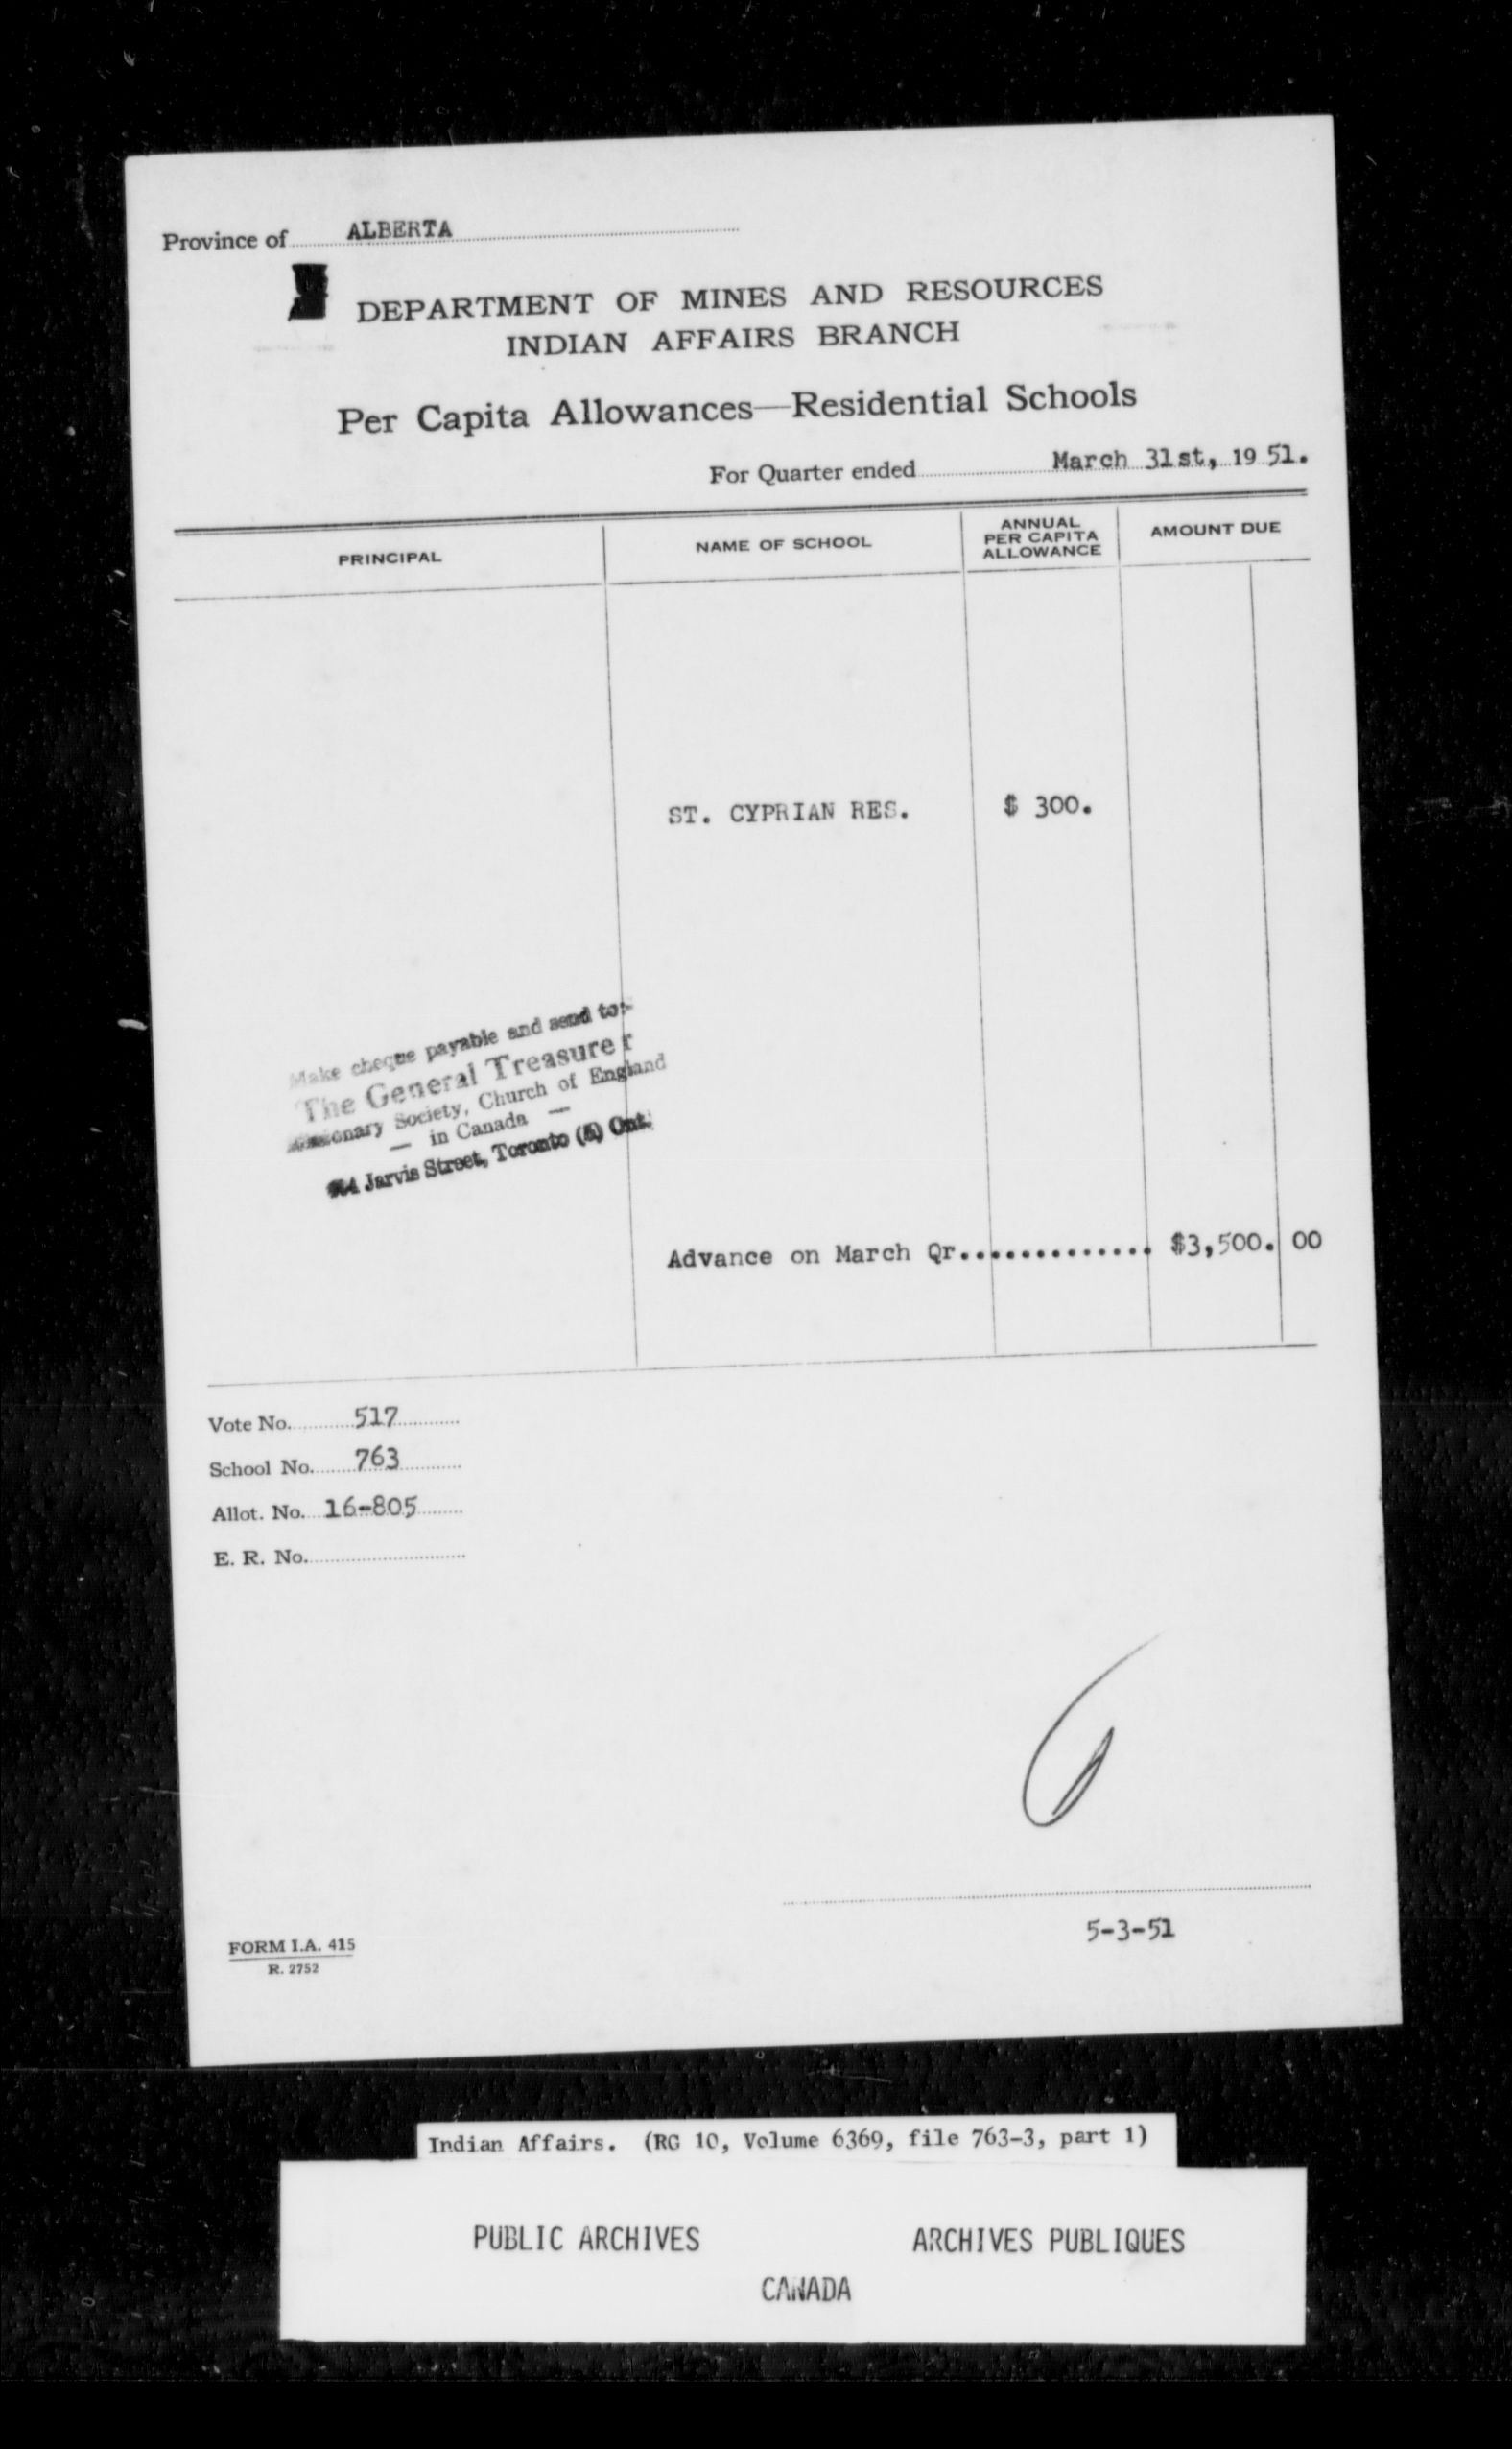 Province of ALBERTA
DEPARTMENT OF MINES AND RESOURCES
INDIAN AFFAIRS BRANCH
Per Capita Allowances—Residential Schools
For Quarter ended March 31st, 19 51.
PRINCIPAL NAME OF SCHOOL ANNUAL PER CAPITA ALLOWANCE AMOUNT DUE
ST. CYPRIAN RES. $ 300.
Make cheque payable and send to:-
The General Treasurer
Missionary Society, Church of England
— in Canada —
Jarvis Street, Toronto (5) Ont.
Advance on March Qr............. $3,500. 00
Vote No. 517
School No. 763
Allot. No. 16-805
E. R. No.
5-3-51
FORM I.A. 415
R. 2752
Indian Affairs. (RG 10, Volume 6369, file 763-3, part 1)
PUBLIC ARCHIVES ARCHIVES PUBLIQUES
CANADA